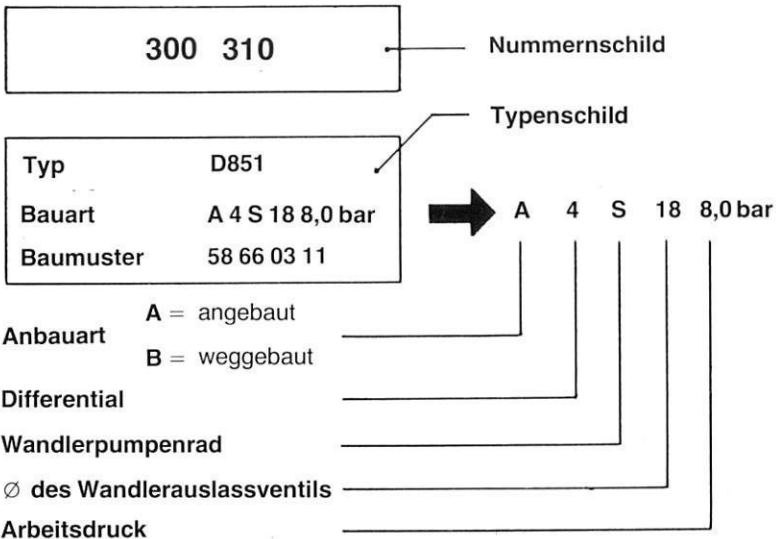 300 310
Nummernschild
Typenschild
Typ D851
Bauart A 4 S 18 8,0 bar
Baumuster 58 66 03 11
A 4 S 18 8,0 bar
Anbauart
A = angebaut
B = weggebaut
Differential
Wandlerpumpenrad
∅ des Wandlerauslassventils
Arbeitsdruck